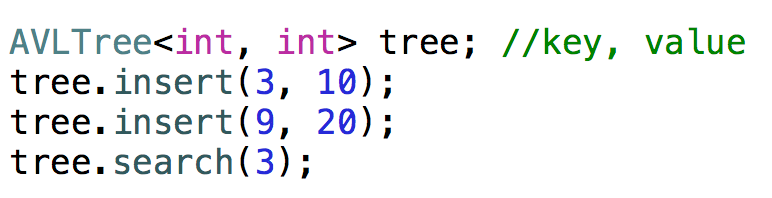 AVLTree<int, int> tree; //key, value
tree.insert(3, 10);
tree.insert(9, 20);
tree.search(3);